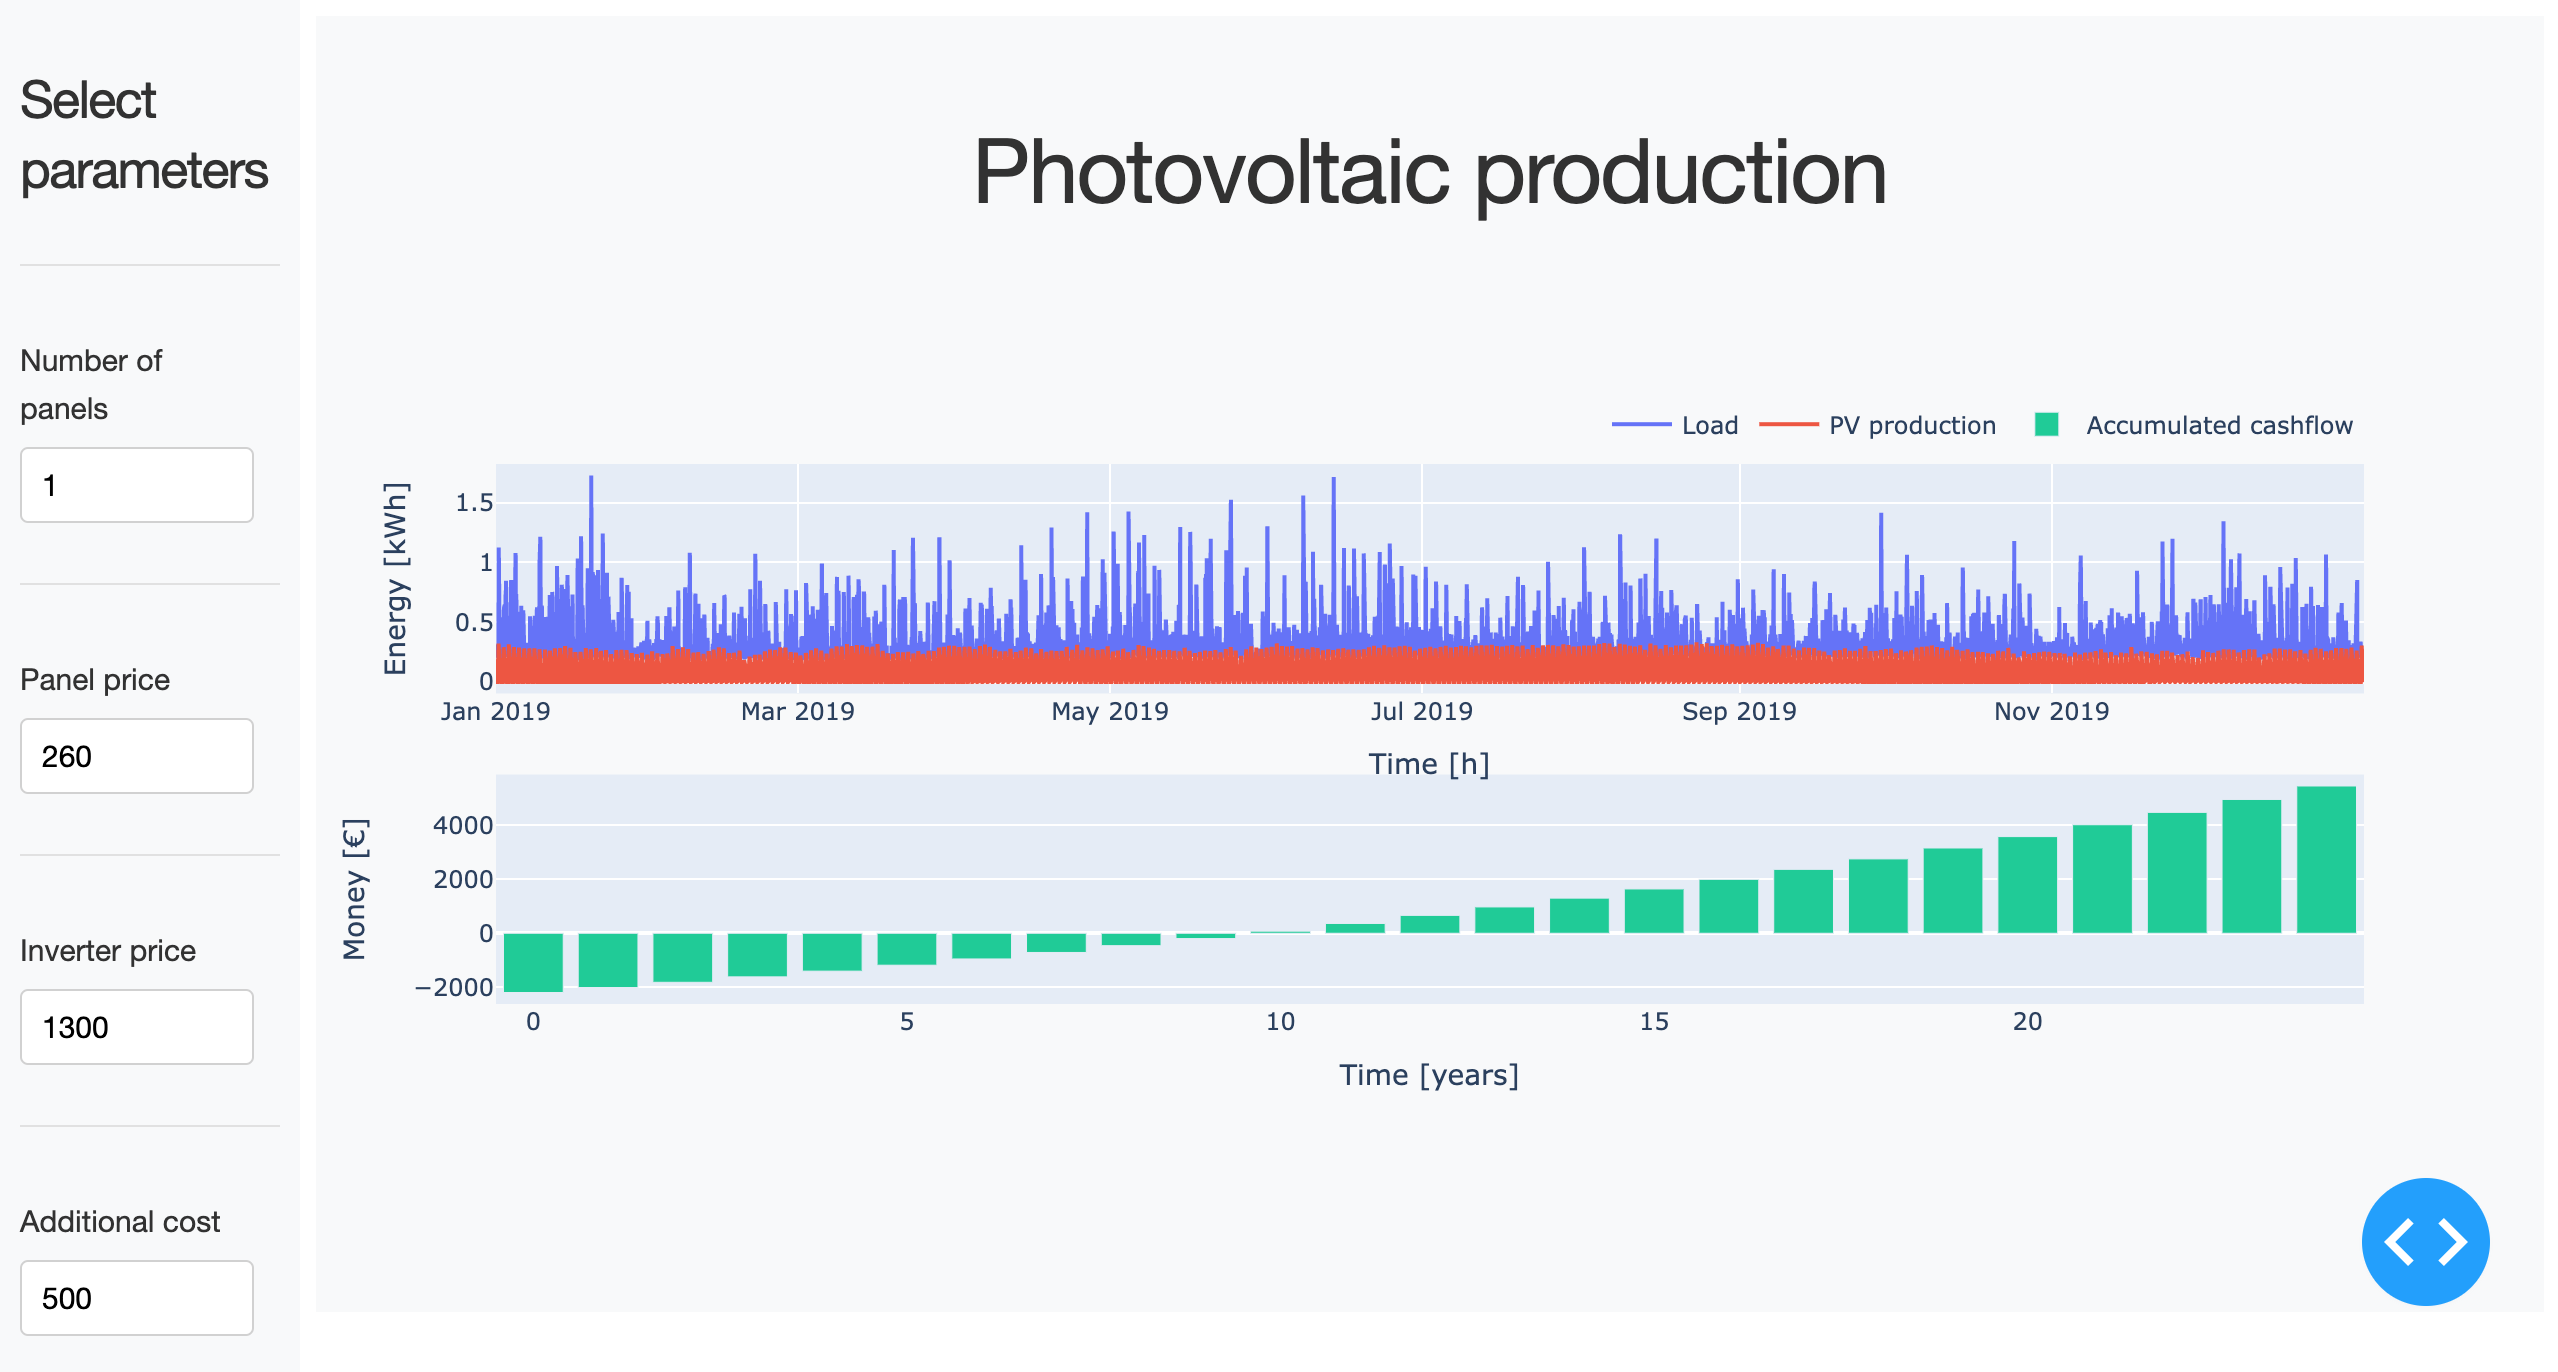 Select
parameters
Number of
panels
1
Panel price
260
Inverter price
1300
Additional cost
500
Photovoltaic production
Load PV production Accumulated cashflow
Energy [kWh]
1.5
1
0.5
0
Jan 2019 Mar 2019 May 2019 Jul 2019 Sep 2019 Nov 2019
Time [h]
Money [€]
4000
2000
0
−2000
0 5 10 15 20
Time [years]